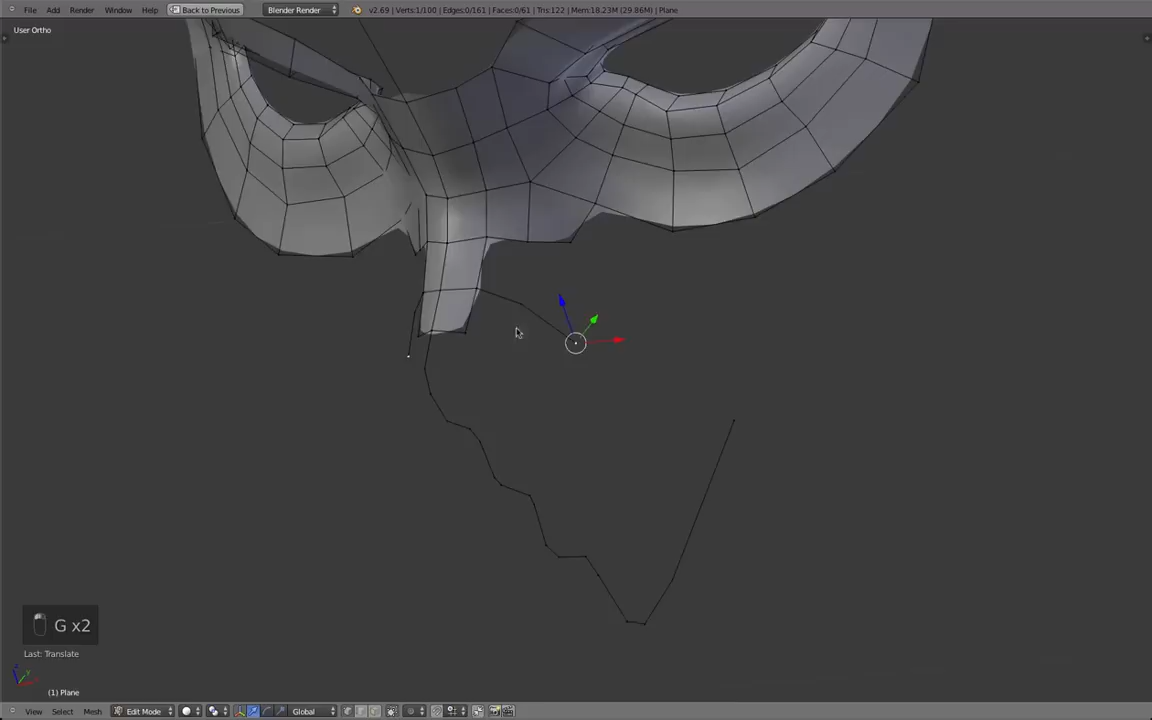 File Add Render Window Help Back to Previous Blender Render v2.69 | Verts:1/100 | Edges:0/161 | Faces:0/61 | Tris:122 | Mem:18.23M (29.86M) | Plane
User Ortho
G x2
Last: Translate
(1) Plane
View Select Mesh Edit Mode Global